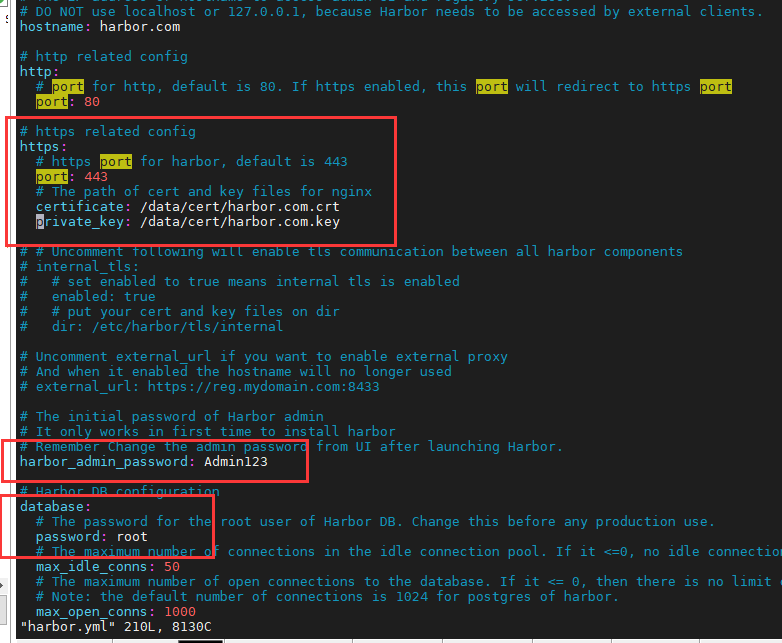 # DO NOT use localhost or 127.0.0.1, because Harbor needs to be accessed by external clients.
hostname: harbor.com
# http related config
http:
# port for http, default is 80. If https enabled, this port will redirect to https port
port: 80
# https related config
https:
# https port for harbor, default is 443
port: 443
# The path of cert and key files for nginx
certificate: /data/cert/harbor.com.crt
private_key: /data/cert/harbor.com.key
# # Uncomment following will enable tls communication between all harbor components
# internal_tls:
#   # set enabled to true means internal tls is enabled
#   enabled: true
#   # put your cert and key files on dir
#   dir: /etc/harbor/tls/internal
# Uncomment external_url if you want to enable external proxy
# And when it enabled the hostname will no longer used
# external_url: https://reg.mydomain.com:8433
# The initial password of Harbor admin
# It only works in first time to install harbor
# Remember Change the admin password from UI after launching Harbor.
harbor_admin_password: Admin123
# Harbor DB configuration
database:
# The password for the root user of Harbor DB. Change this before any production use.
password: root
# The maximum number of connections in the idle connection pool. If it <=0, no idle connection
max_idle_conns: 50
# The maximum number of open connections to the database. If it <= 0, then there is no limit
# Note: the default number of connections is 1024 for postgres of harbor.
max_open_conns: 1000
"harbor.yml" 210L, 8130C